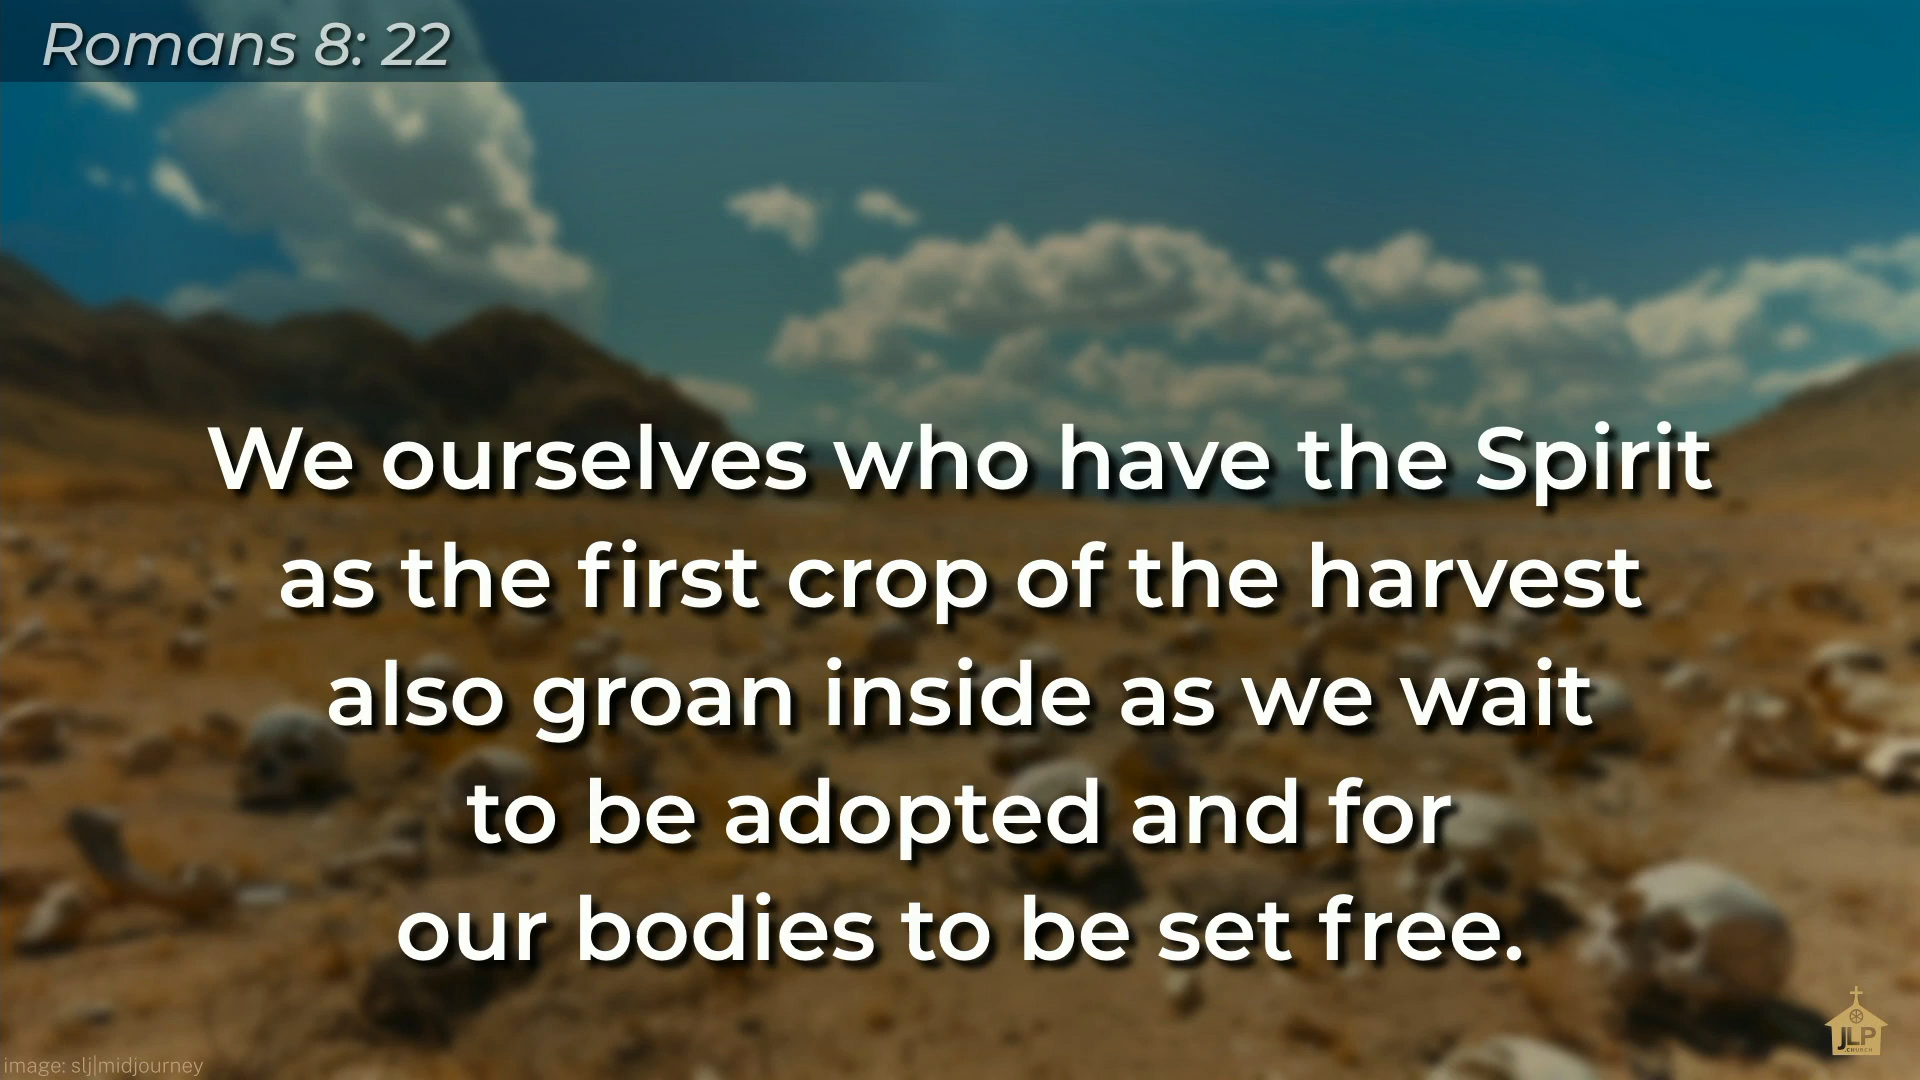 Romans 8: 22
We ourselves who have the Spirit
as the first crop of the harvest
also groan inside as we wait
to be adopted and for
our bodies to be set free.
JLP
.CHURCH
image: slj|midjourney